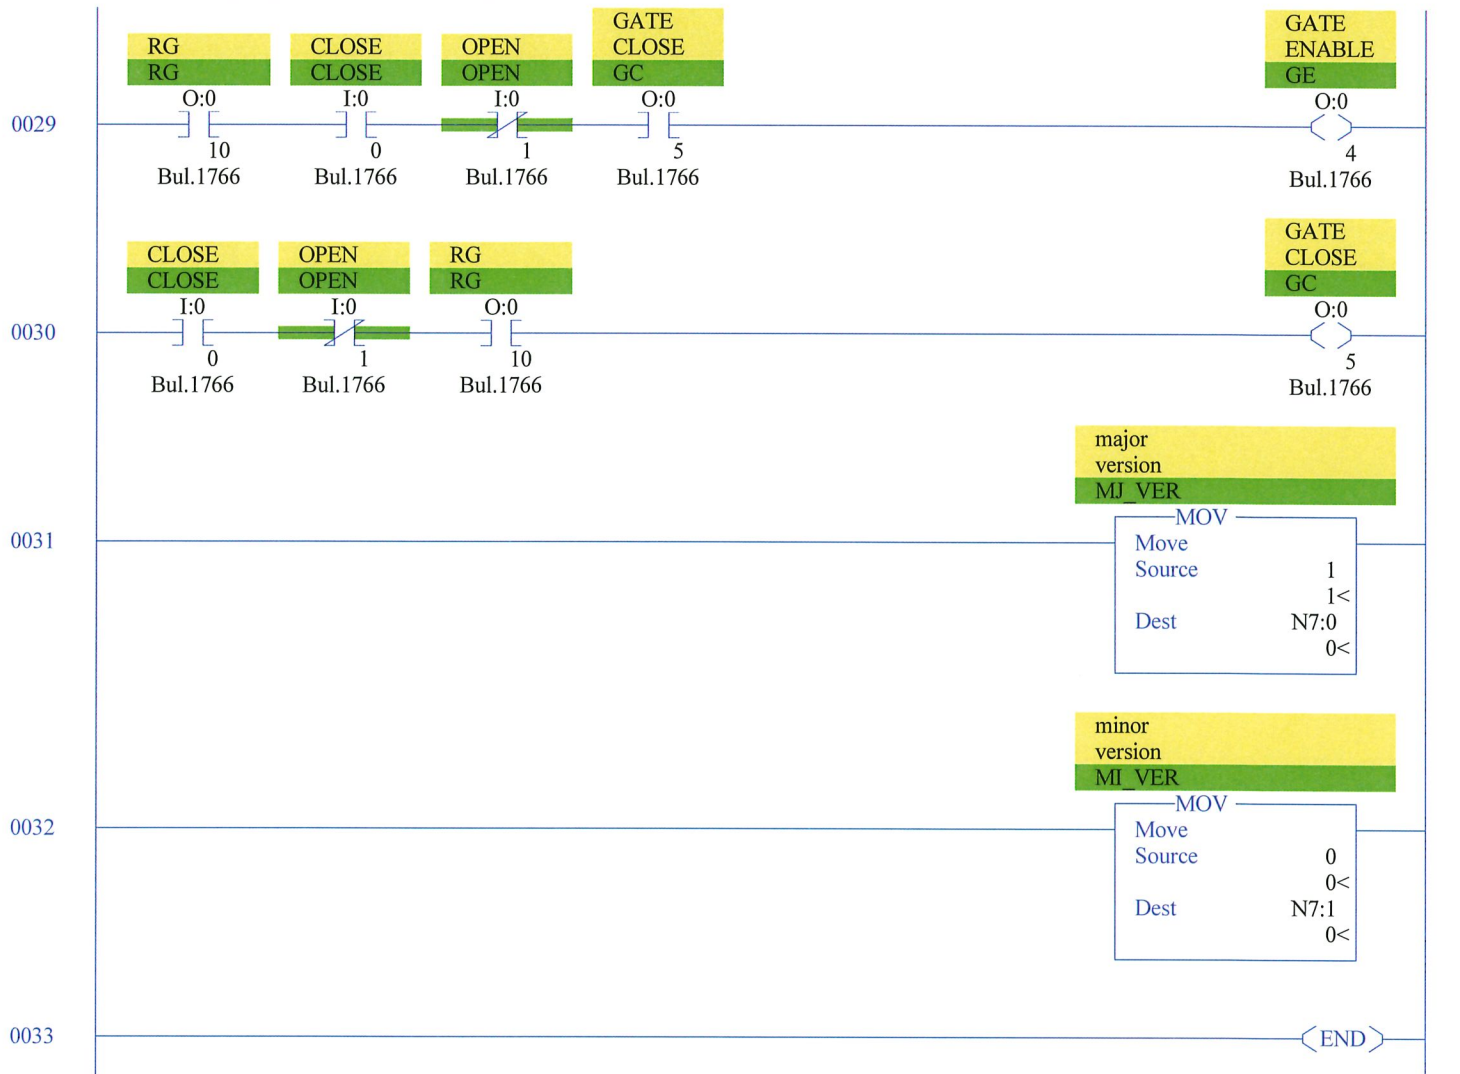 GATE
RG CLOSE OPEN CLOSE
RG CLOSE OPEN GC
GATE
ENABLE
GE
O:0 I:0 I:0 O:0 O:0
0029
10 0 1 5 4
Bul.1766 Bul.1766 Bul.1766 Bul.1766 Bul.1766
GATE
CLOSE
GC
CLOSE OPEN RG
CLOSE OPEN RG
I:0 I:0 O:0 O:0
0030
0 1 10 5
Bul.1766 Bul.1766 Bul.1766 Bul.1766
major
version
MJ_VER
MOV
0031
Move
Source 1
1<
Dest N7:0
0<
minor
version
MI_VER
MOV
0032
Move
Source 0
0<
Dest N7:1
0<
0033 END